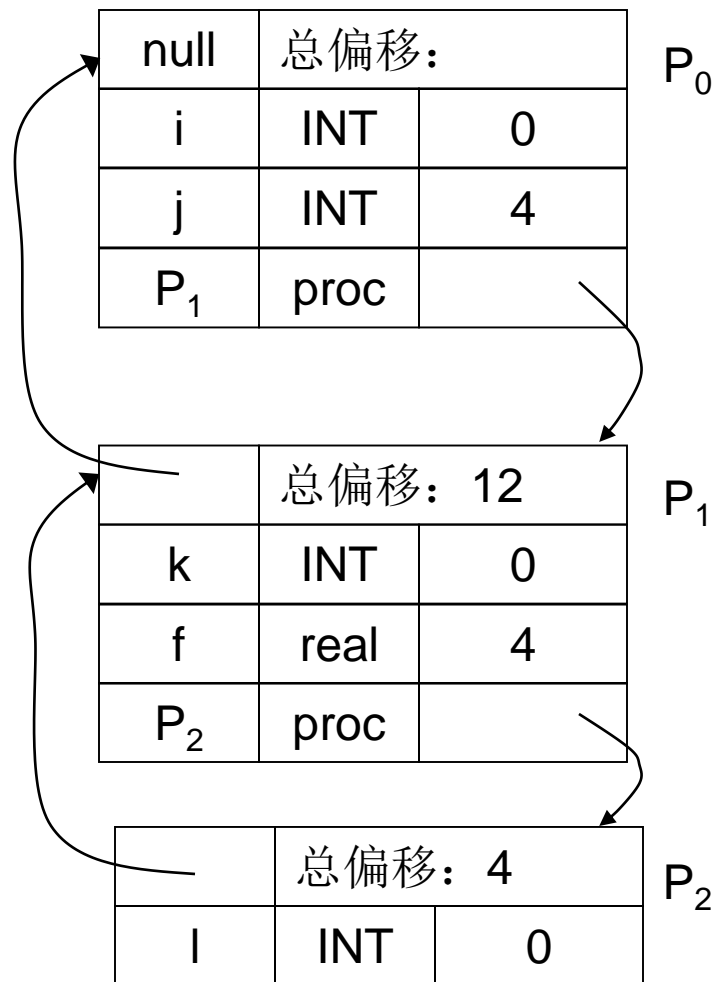 null 总偏移： P₀
i INT 0
j INT 4
P₁ proc
总偏移：12 P₁
k INT 0
f real 4
P₂ proc
总偏移：4 P₂
l INT 0